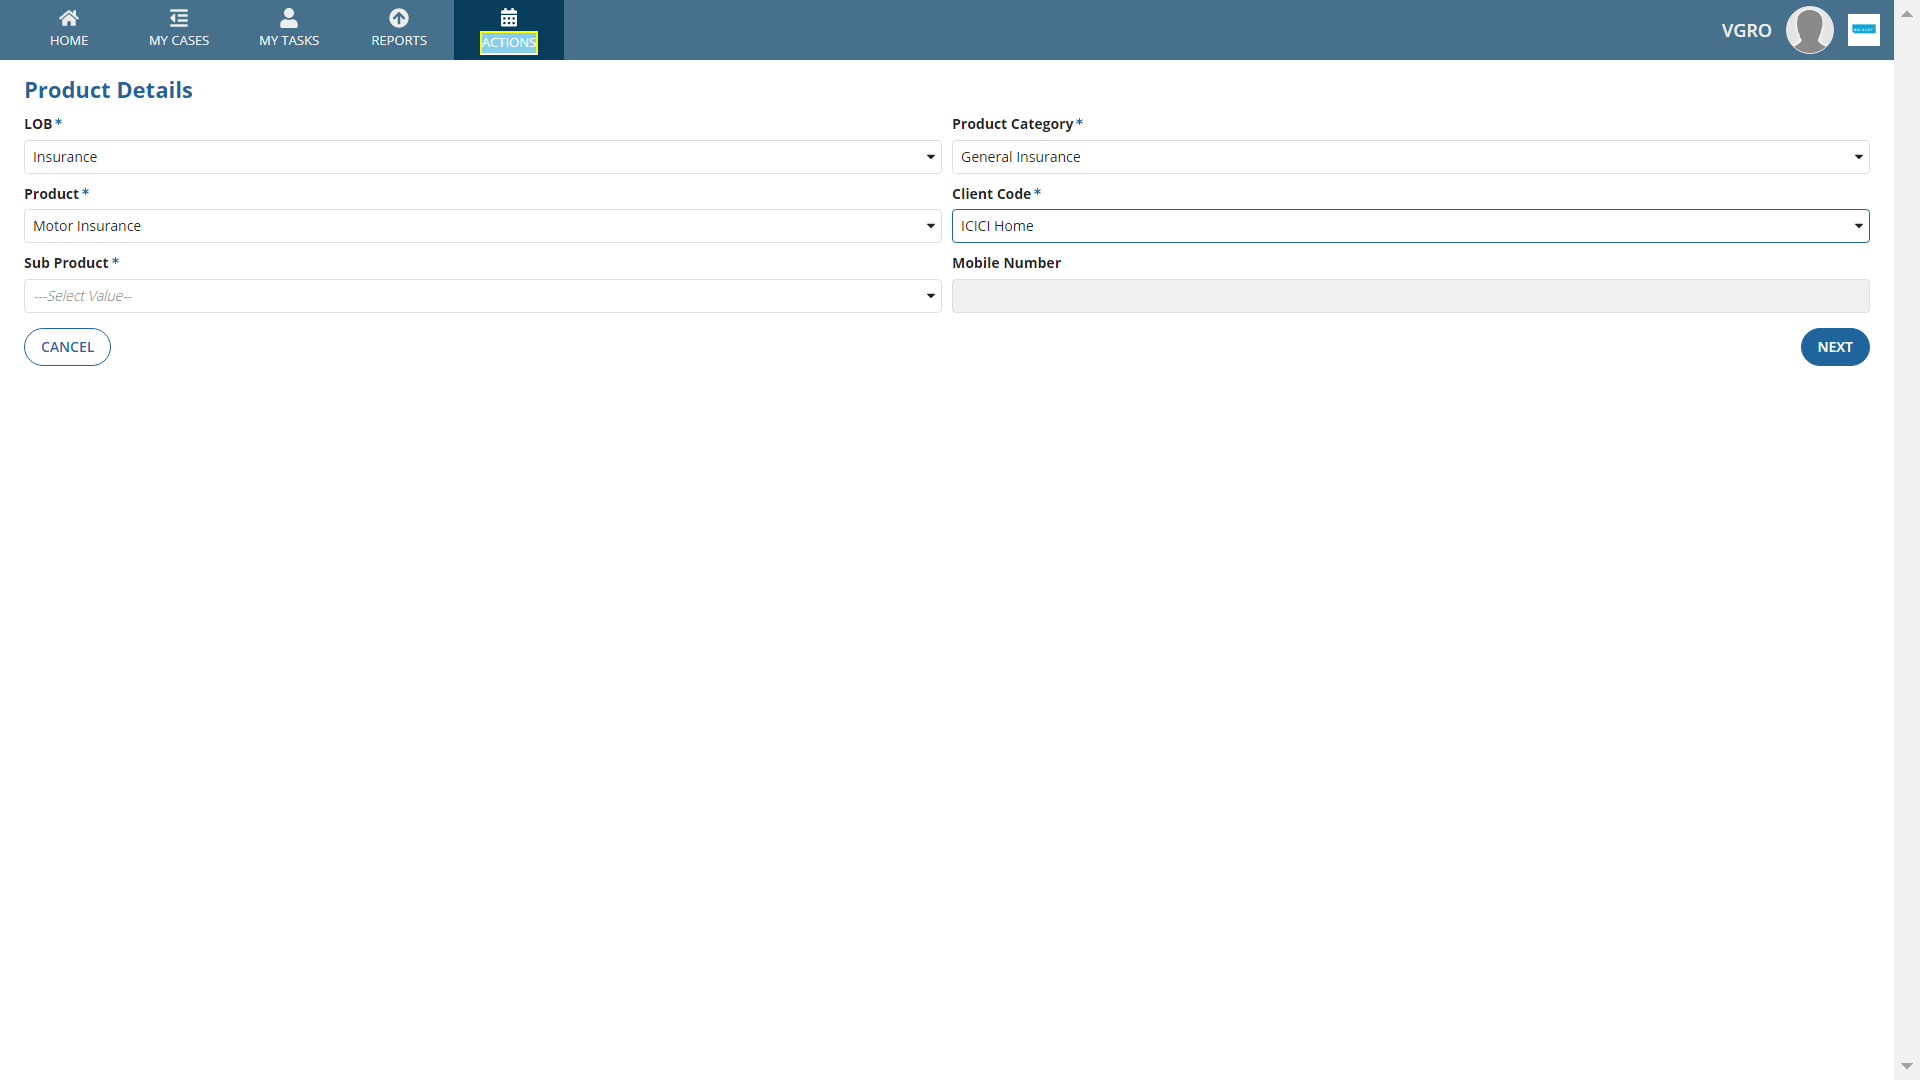 HOME
MY CASES
MY TASKS
REPORTS
ACTIONS
VGRO
Product Details
LOB*
Product Category*
Insurance
General Insurance
Product*
Client Code*
Motor Insurance
ICICI Home
Sub Product*
Mobile Number
---Select Value--
CANCEL
NEXT